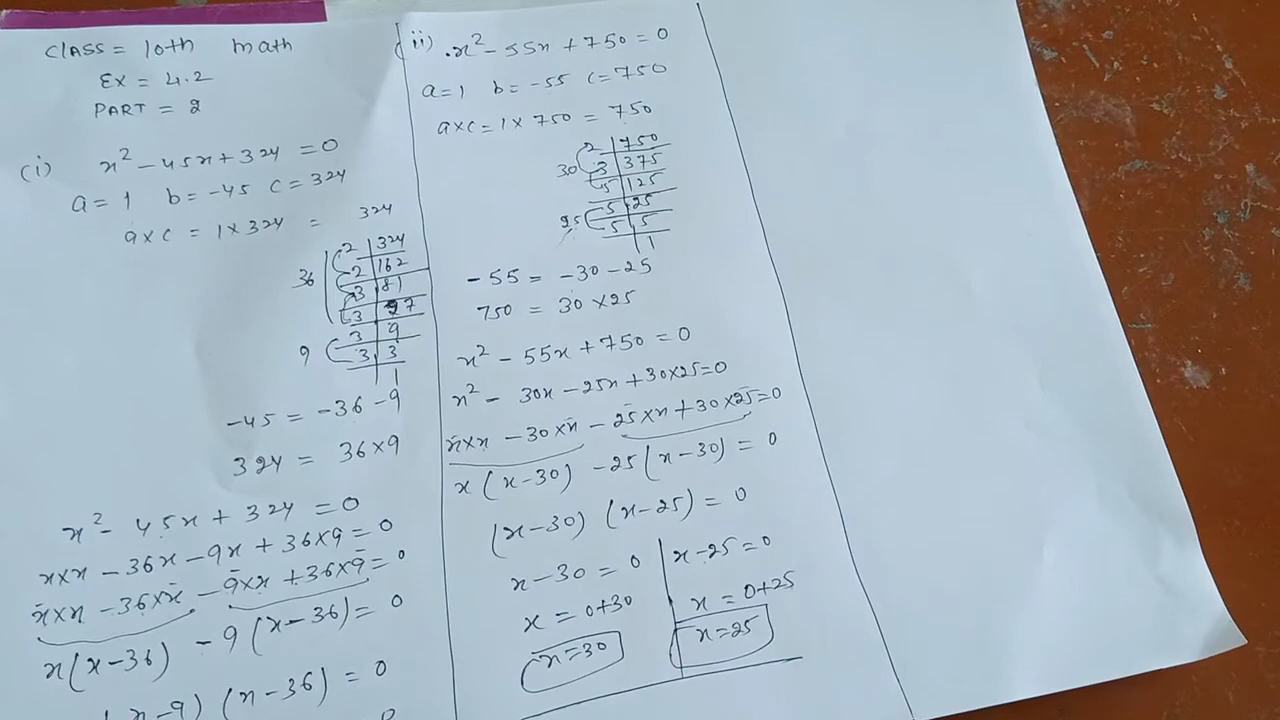 CLASS = 10th math
EX = 4.2
PART = 2
(i) x² - 45x + 324 = 0
a = 1 b = -45 c = 324
a x c = 1 x 324 = 324
2 | 324
2 | 162
3 | 81
3 | 27
3 | 9
3 | 3
| 1
36
9
-45 = -36 - 9
324 = 36 x 9
x² - 45x + 324 = 0
x x x - 36x - 9x + 36 x 9 = 0
x x x - 36 x x - 9 x x + 36 x 9 = 0
x (x - 36) - 9 (x - 36) = 0
(x - 9) (x - 36) = 0
(ii) x² - 55x + 750 = 0
a = 1 b = -55 c = 750
a x c = 1 x 750 = 750
2 | 750
3 | 375
5 | 125
5 | 25
5 | 5
| 1
30
25
-55 = -30 - 25
750 = 30 x 25
x² - 55x + 750 = 0
x² - 30x - 25x + 30 x 25 = 0
x x x - 30 x x - 25 x x + 30 x 25 = 0
x (x - 30) - 25 (x - 30) = 0
(x - 30) (x - 25) = 0
x - 30 = 0 | x - 25 = 0
x = 0 + 30 | x = 0 + 25
x = 30 | x = 25